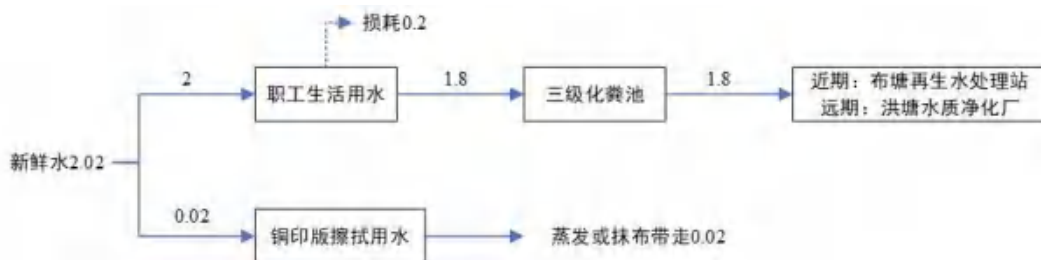 损耗0.2
2
职工生活用水
1.8
三级化粪池
1.8
近期：布塘再生水处理站
远期：洪塘水质净化厂
新鲜水2.02
0.02
铜印版擦拭用水
蒸发或抹布带走0.02